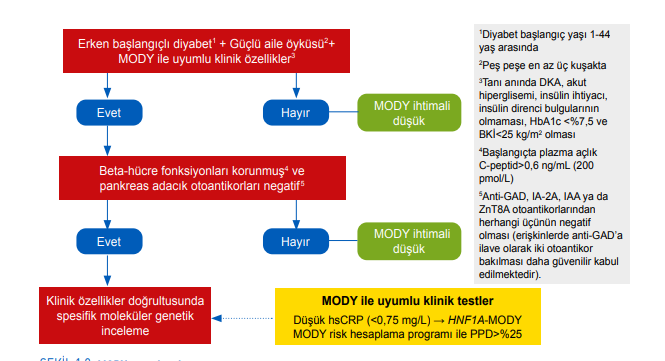 Erken başlangıçlı diyabet¹ + Güçlü aile öyküsü²+
MODY ile uyumlu klinik özellikler³
Evet
Hayır
MODY ihtimali
düşük
Beta-hücre fonksiyonları korunmuş⁴ ve
pankreas adacık otoantikorları negatif⁵
Evet
Hayır
MODY ihtimali
düşük
Klinik özellikler doğrultusunda
spesifik moleküler genetik
inceleme
MODY ile uyumlu klinik testler
Düşük hsCRP (<0,75 mg/L) → HNF1A-MODY
MODY risk hesaplama programı ile PPD>%25
¹Diyabet başlangıç yaşı 1-44
yaş arasında
²Peş peşe en az üç kuşakta
³Tanı anında DKA, akut
hiperglisemi, insülin ihtiyacı,
insülin direnci bulgularının
olmaması, HbA1c <%7,5 ve
BKİ<25 kg/m² olması
⁴Başlangıçta plazma açlık
C-peptid>0,6 ng/mL (200
pmol/L)
⁵Anti-GAD, IA-2A, IAA ya da
ZnT8A otoantikorlarından
herhangi üçünün negatif
olması (erişkinlerde anti-GAD'a
ilave olarak iki otoantikor
bakılması daha güvenilir kabul
edilmektedir).